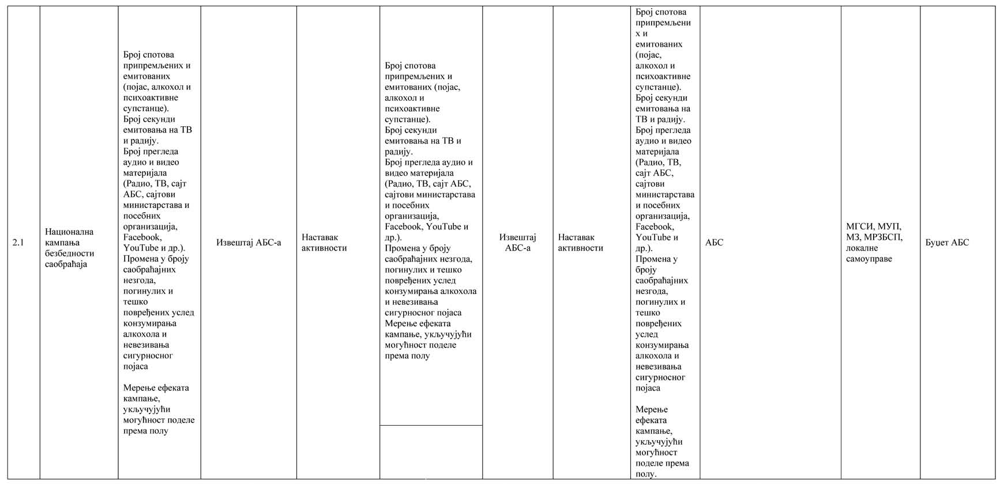 2.1
Национална
кампања
безбедности
саобраћаја
Број спотова
припремљених и
емитованих
(појас, алкохол и
психоактивне
супстанце).
Број секунди
емитовања на ТВ
и радију.
Број прегледа
аудио и видео
материјала
(Радио, ТВ, сајт
АБС, сајтови
министарстава и
посебних
организација,
Facebook,
YouTube и др.).
Промена у броју
саобраћајних
незгода,
погинулих и
тешко
повређених услед
конзумирања
алкохола и
невезивања
сигурносног
појаса
Мерење ефеката
кампање,
укључујући
могућност поделе
према полу
Извештај АБС-а
Наставак
активности
Број спотова
припремљених и
емитованих (појас,
алкохол и
психоактивне
супстанце).
Број секунди
емитовања на ТВ и
радију.
Број прегледа аудио и
видео материјала
(Радио, ТВ, сајт АБС,
сајтови министарстава
и посебних
организација,
Facebook, YouTube и
др.).
Промена у броју
саобраћајних незгода,
погинулих и тешко
повређених услед
конзумирања алкохола
и невезивања
сигурносног појаса
Мерење ефеката
кампање, укључујући
могућност поделе
према полу
Извештај
АБС-а
Наставак
активности
Број спотова
припремљени
х и
емитованих
(појас,
алкохол и
психоактивне
супстанце).
Број секунди
емитовања на
ТВ и радију.
Број прегледа
аудио и видео
материјала
(Радио, ТВ,
сајт АБС,
сајтови
министарстава
и посебних
организација,
Facebook,
YouTube и
др.).
Промена у
броју
саобраћајних
незгода,
погинулих и
тешко
повређених
услед
конзумирања
алкохола и
невезивања
сигурносног
појаса
Мерење
ефеката
кампање,
укључујући
могућност
поделе према
полу.
АБС
МГСИ, МУП,
МЗ, МРЗБСП,
локалне
самоуправе
Буџет АБС